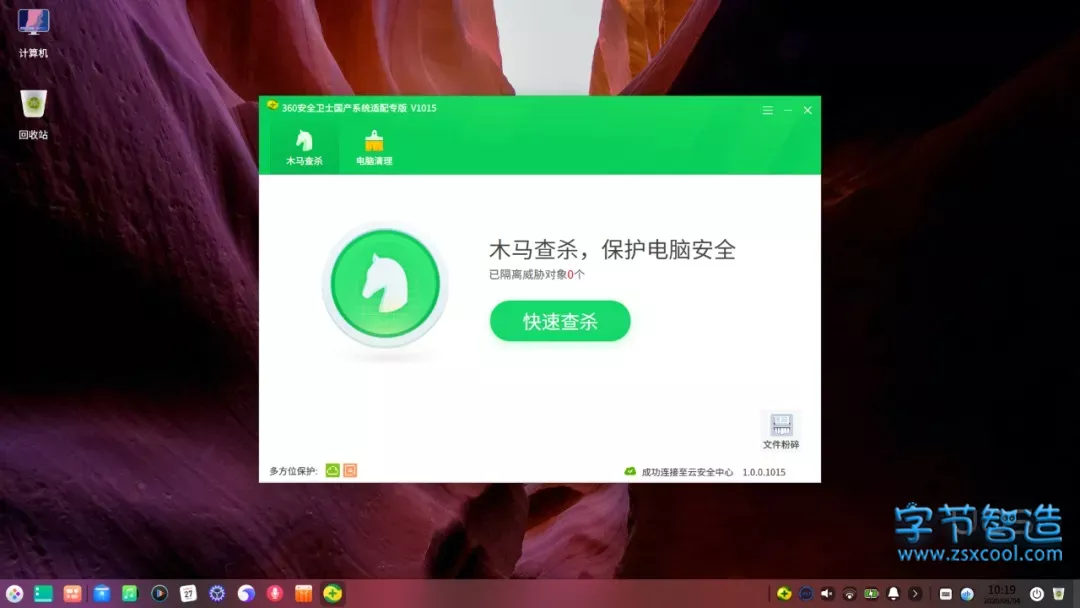 计算机
回收站
360安全卫士国产系统适配专版 V1015
木马查杀
电脑清理
木马查杀，保护电脑安全
已隔离威胁对象0个
快速查杀
文件粉碎
多方位保护:
成功连接至云安全中心 1.0.0.1015
字节智造
www.zsxcool.com
27
10:19